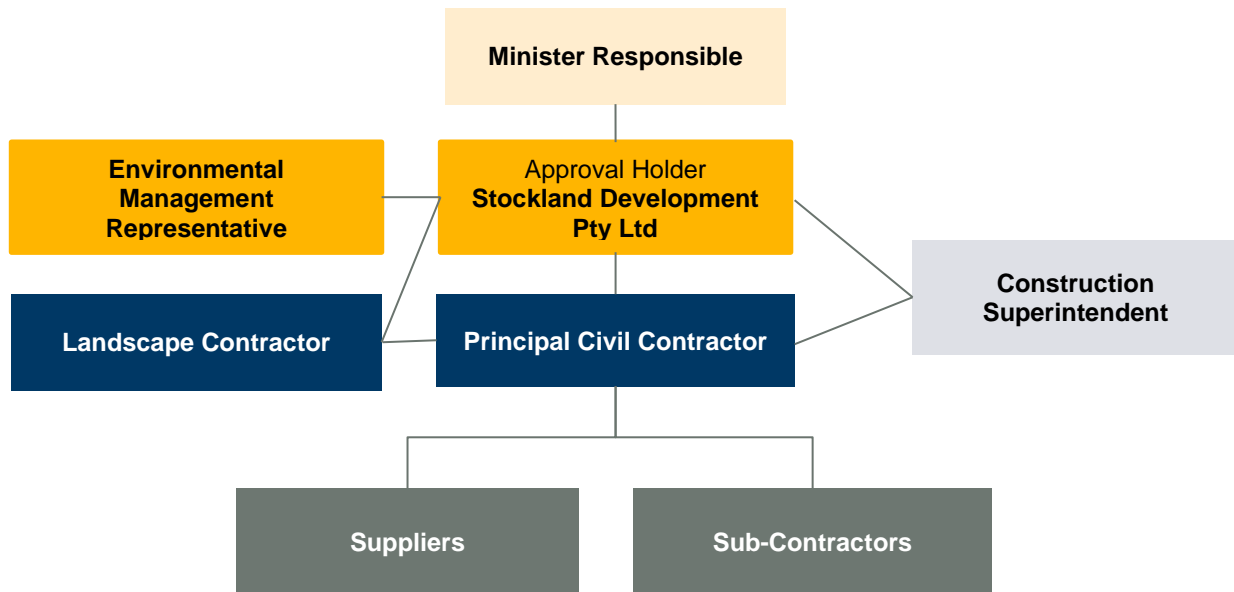 Minister Responsible
Environmental
Management
Representative
Approval Holder
Stockland Development
Pty Ltd
Construction
Superintendent
Landscape Contractor
Principal Civil Contractor
Suppliers
Sub-Contractors